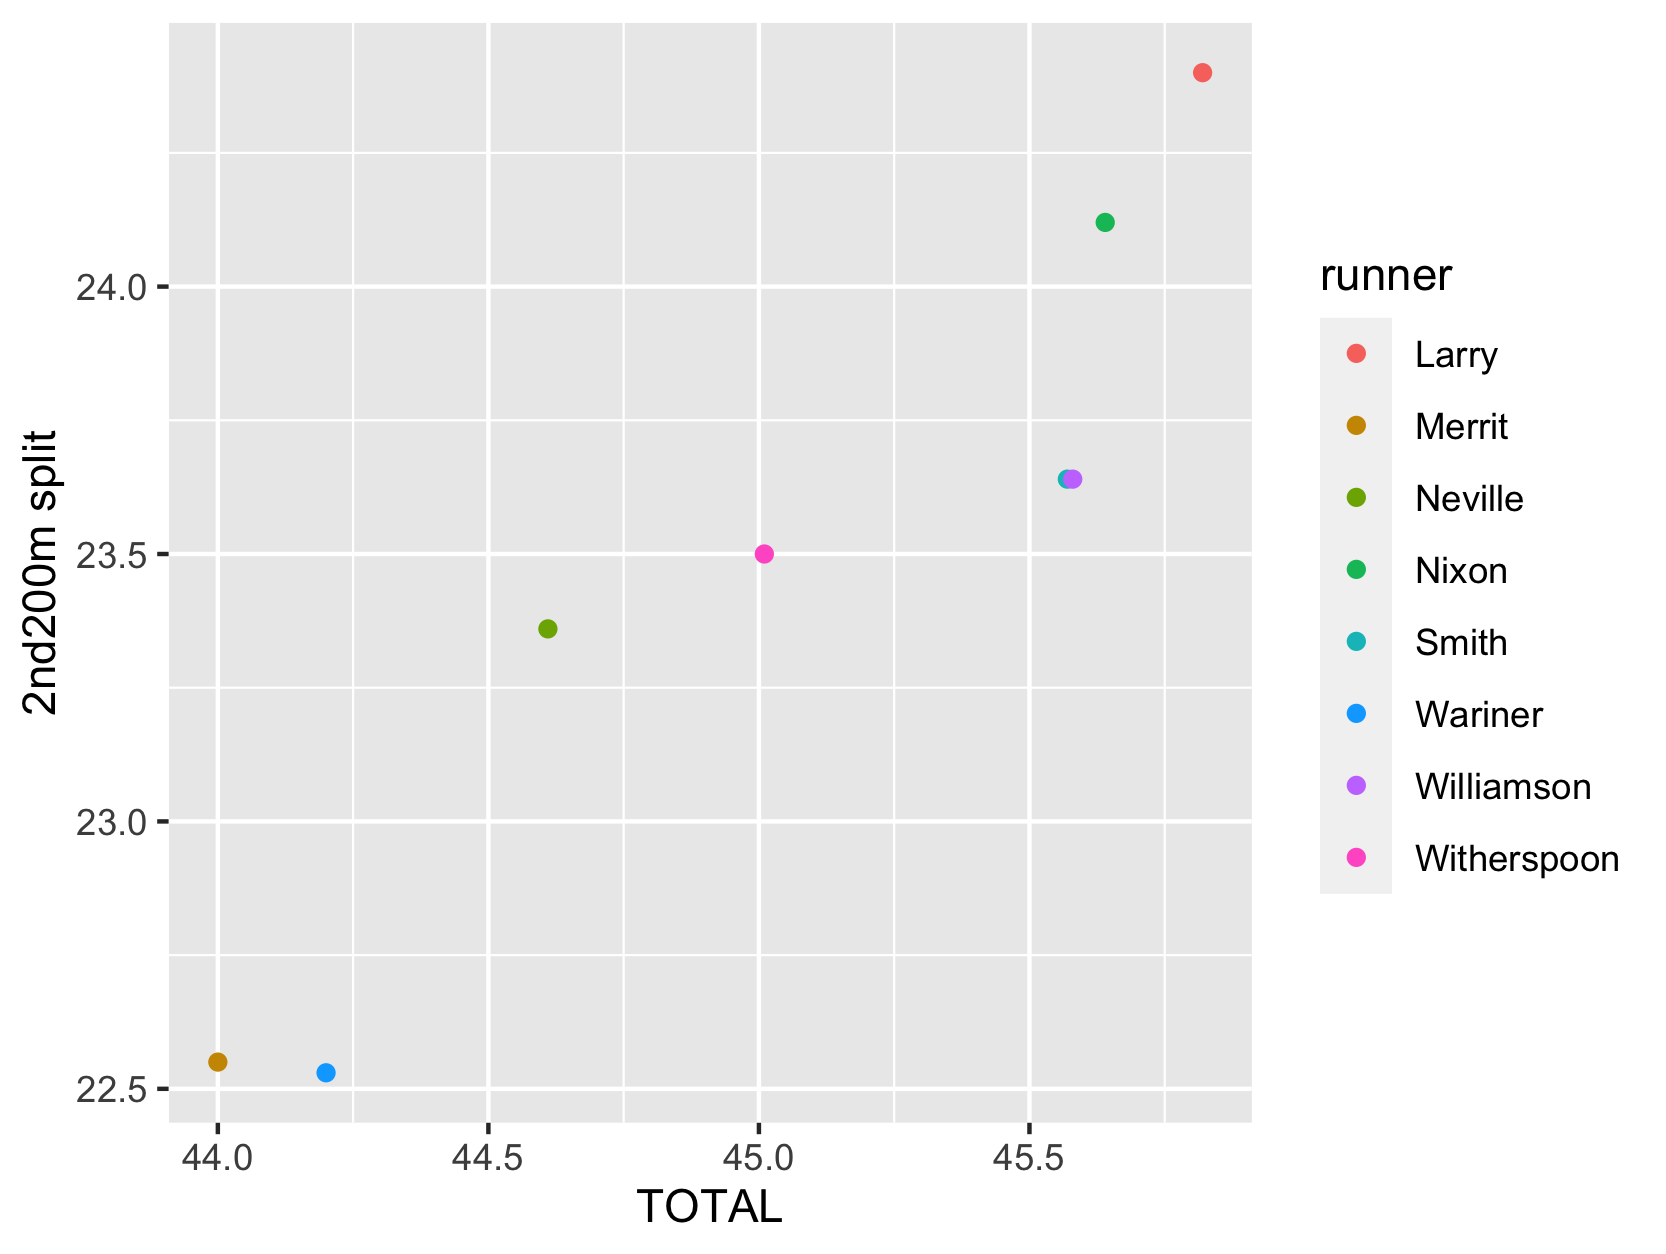 2nd200m split
24.0
23.5
23.0
22.5
44.0 44.5 45.0 45.5
TOTAL
runner
Larry
Merrit
Neville
Nixon
Smith
Wariner
Williamson
Witherspoon